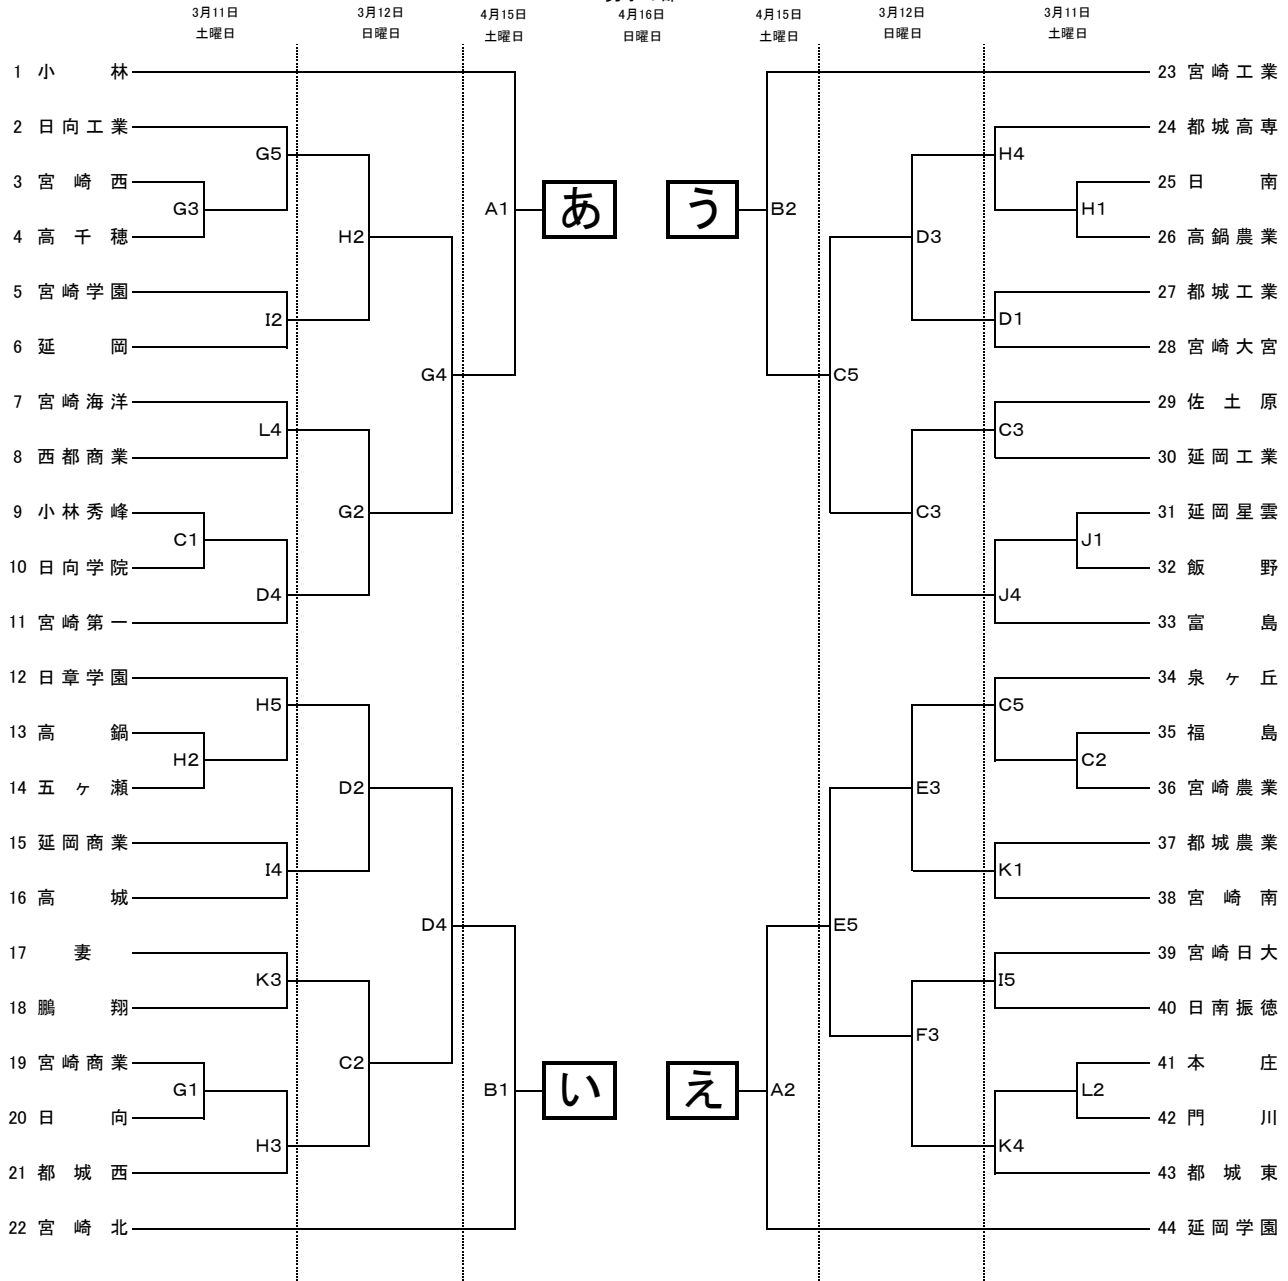 3月11日 3月12日 4月15日 4月16日 4月15日 3月12日 3月11日
土曜日 日曜日 土曜日 日曜日 土曜日 日曜日 土曜日
1 小林 23 宮崎工業
2 日向工業 24 都城高専
G5 H4
3 宮崎西 25 日南
G3 A1 あ う B2 H1
4 高千穂 H2 D3 26 高鍋農業
5 宮崎学園 27 都城工業
I2 D1
6 延岡 28 宮崎大宮
G4 C5
7 宮崎海洋 29 佐土原
L4 C3
8 西都商業 30 延岡工業
9 小林秀峰 G2 C3 31 延岡星雲
C1 J1
10 日向学院 32 飯野
D4 J4
11 宮崎第一 33 富島
12 日章学園 34 泉ヶ丘
H5 C5
13 高鍋 35 福島
H2 C2
14 五ヶ瀬 D2 E3 36 宮崎農業
15 延岡商業 37 都城農業
I4 K1
16 高城 38 宮崎南
D4 E5
17 妻 39 宮崎日大
K3 I5
18 鵬翔 40 日南振徳
F3
19 宮崎商業 C2 41 本庄
G1 B1 い え A2 L2
20 日向 42 門川
H3 K4
21 都城西 43 都城東
22 宮崎北 44 延岡学園